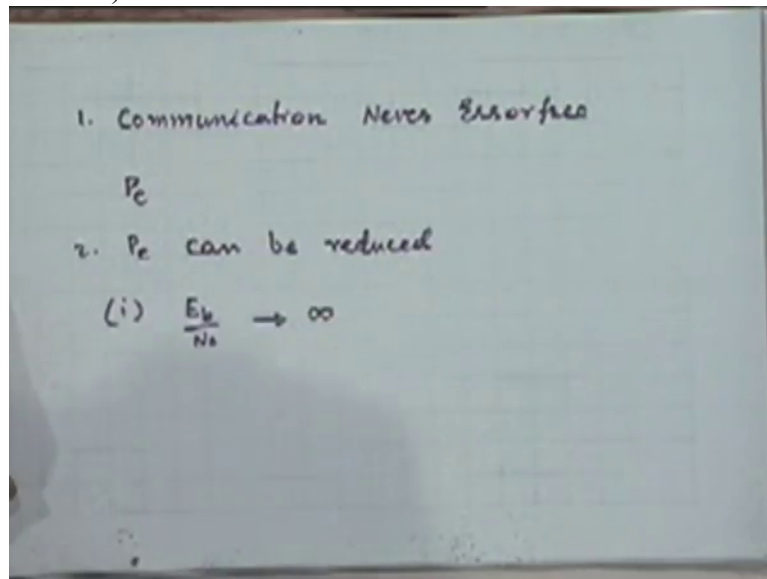 1. Communication Never Errorfree
Pe
2. Pe can be reduced
(i) Eb/No → ∞